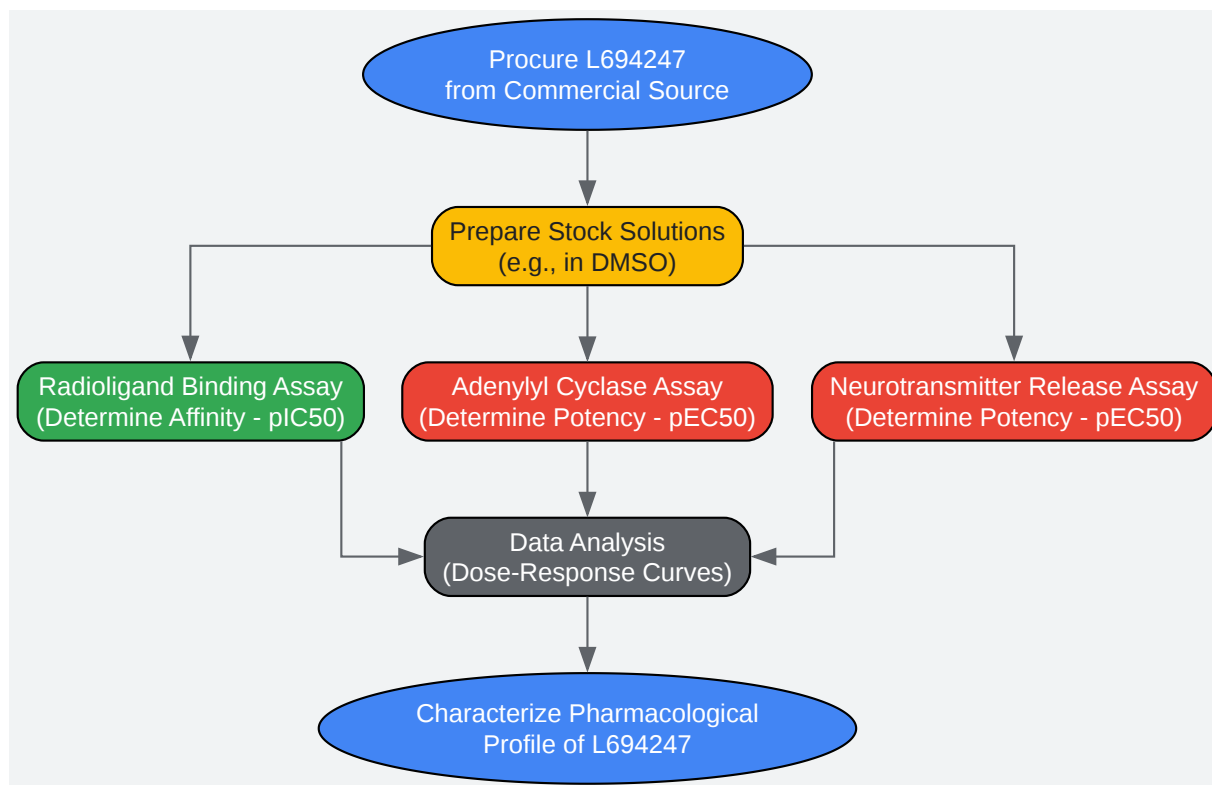 Procure L694247
from Commercial Source
Prepare Stock Solutions
(e.g., in DMSO)
Radioligand Binding Assay
(Determine Affinity - pIC50)
Adenylyl Cyclase Assay
(Determine Potency - pEC50)
Neurotransmitter Release Assay
(Determine Potency - pEC50)
Data Analysis
(Dose-Response Curves)
Characterize Pharmacological
Profile of L694247